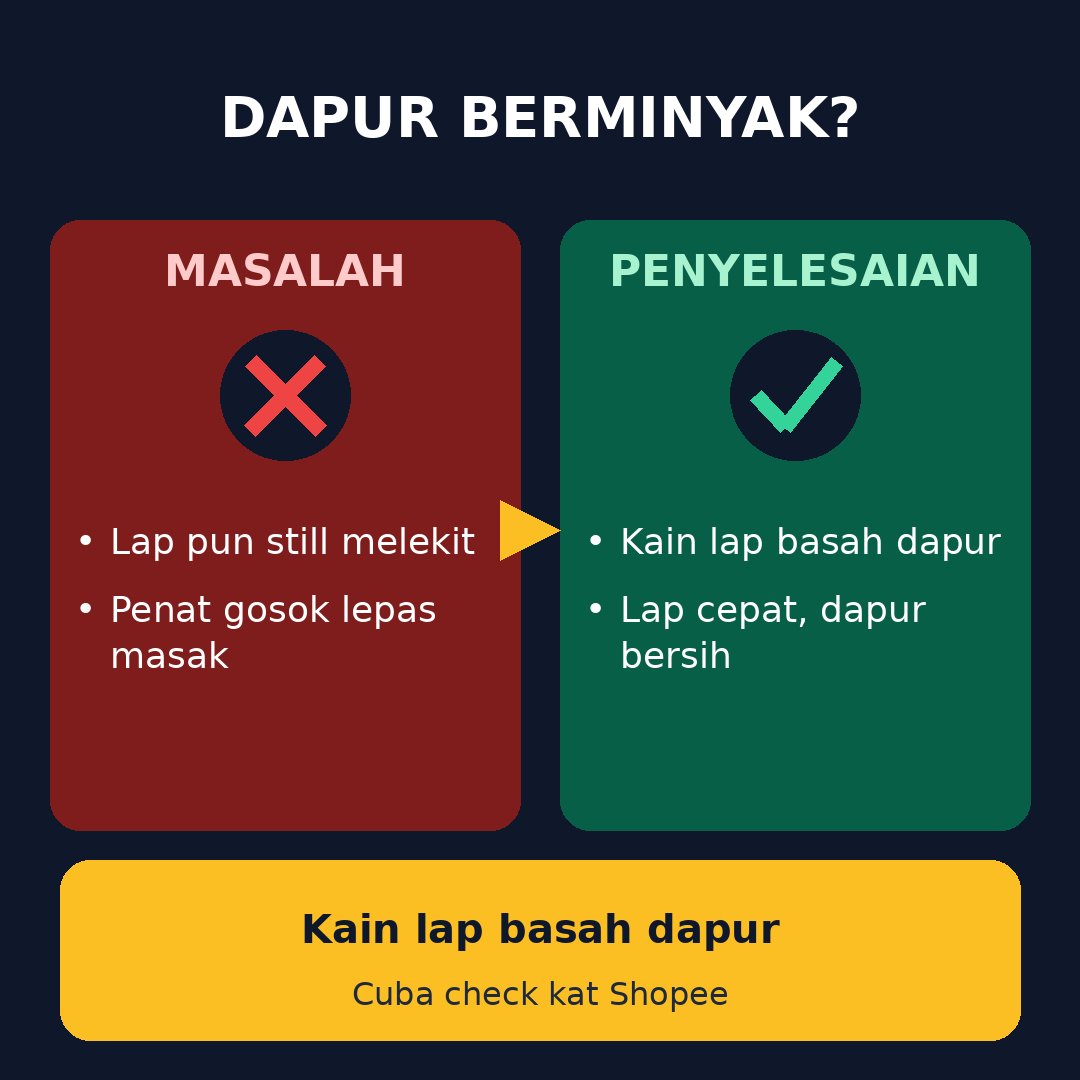 DAPUR BERMINYAK?
MASALAH
• Lap pun still melekit
• Penat gosok lepas
masak
PENYELESAIAN
• Kain lap basah dapur
• Lap cepat, dapur
bersih
Kain lap basah dapur
Cuba check kat Shopee